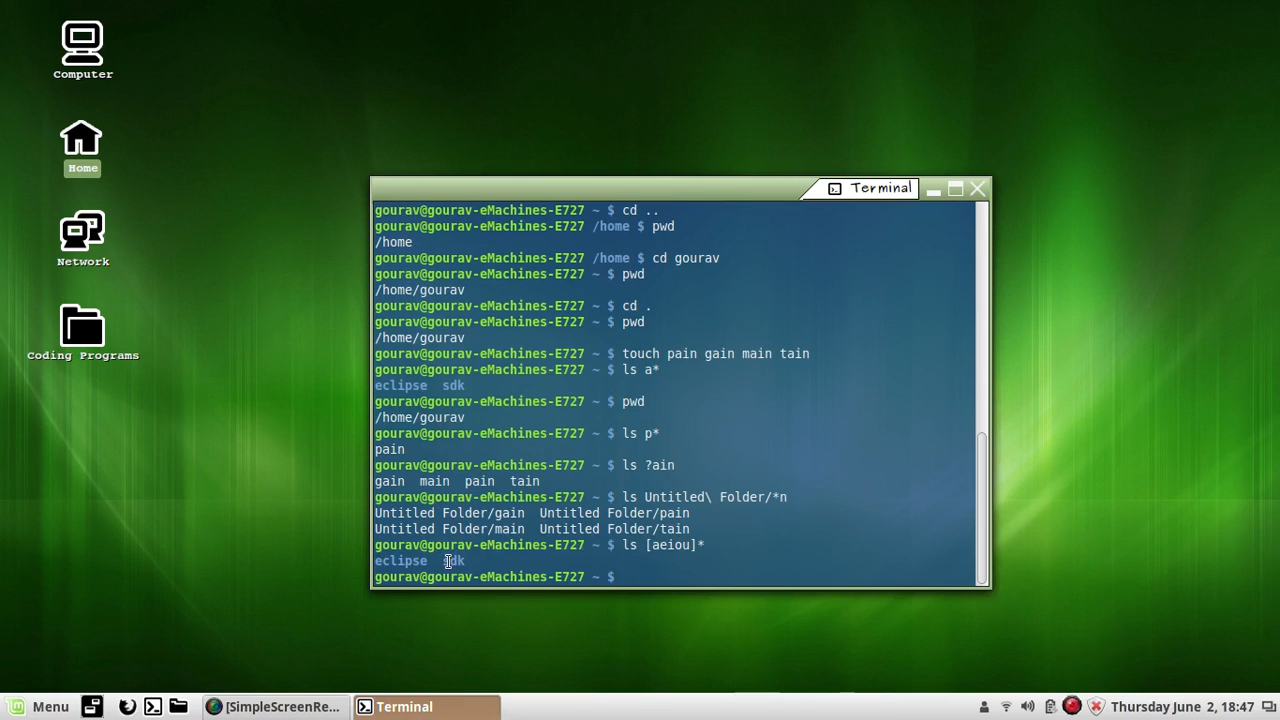 Computer
Home
Network
Coding Programs
Terminal
gourav@gourav-eMachines-E727 ~ $ cd ..
gourav@gourav-eMachines-E727 /home $ pwd
/home
gourav@gourav-eMachines-E727 /home $ cd gourav
gourav@gourav-eMachines-E727 ~ $ pwd
/home/gourav
gourav@gourav-eMachines-E727 ~ $ cd .
gourav@gourav-eMachines-E727 ~ $ pwd
/home/gourav
gourav@gourav-eMachines-E727 ~ $ touch pain gain main tain
gourav@gourav-eMachines-E727 ~ $ ls a*
eclipse  sdk
gourav@gourav-eMachines-E727 ~ $ pwd
/home/gourav
gourav@gourav-eMachines-E727 ~ $ ls p*
pain
gourav@gourav-eMachines-E727 ~ $ ls ?ain
gain  main  pain  tain
gourav@gourav-eMachines-E727 ~ $ ls Untitled\ Folder/*n
Untitled Folder/gain  Untitled Folder/pain
Untitled Folder/main  Untitled Folder/tain
gourav@gourav-eMachines-E727 ~ $ ls [aeiou]*
eclipse  sdk
gourav@gourav-eMachines-E727 ~ $
Menu
[SimpleScreenRe...
Terminal
Thursday June 2, 18:47